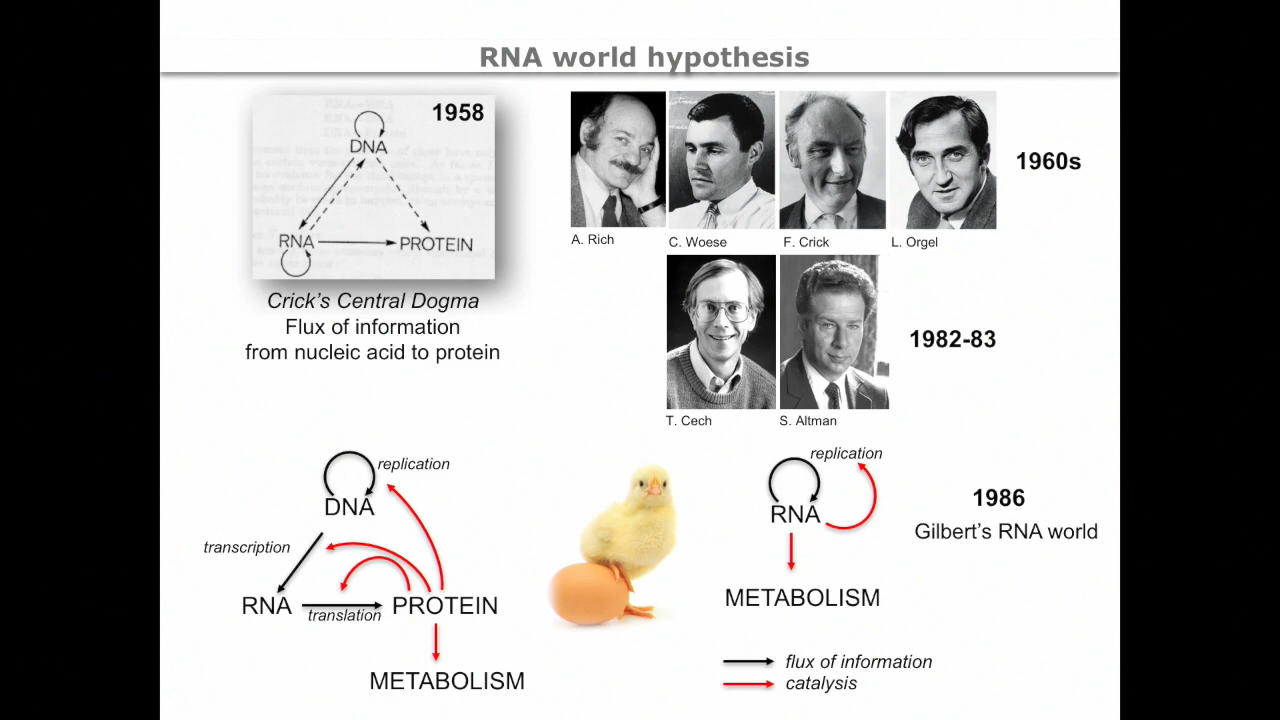 RNA world hypothesis
1958
DNA
RNA
PROTEIN
Crick's Central Dogma
Flux of information
from nucleic acid to protein
A. Rich
C. Woese
F. Crick
L. Orgel
1960s
T. Cech
S. Altman
1982-83
replication
DNA
transcription
RNA
translation
PROTEIN
METABOLISM
replication
RNA
METABOLISM
1986
Gilbert's RNA world
flux of information
catalysis